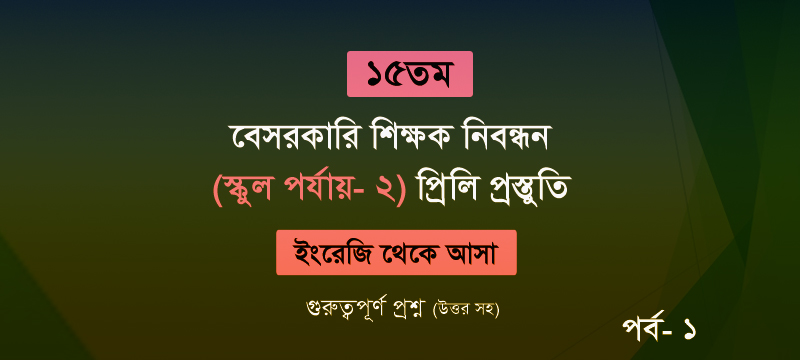 ১৫তম
বেসরকারি শিক্ষক নিবন্ধন
(স্কুল পর্যায়- ২) প্রিলি প্রস্তুতি
ইংরেজি থেকে আসা
গুরুত্বপূর্ণ প্রশ্ন (উত্তর সহ)
পর্ব- ১